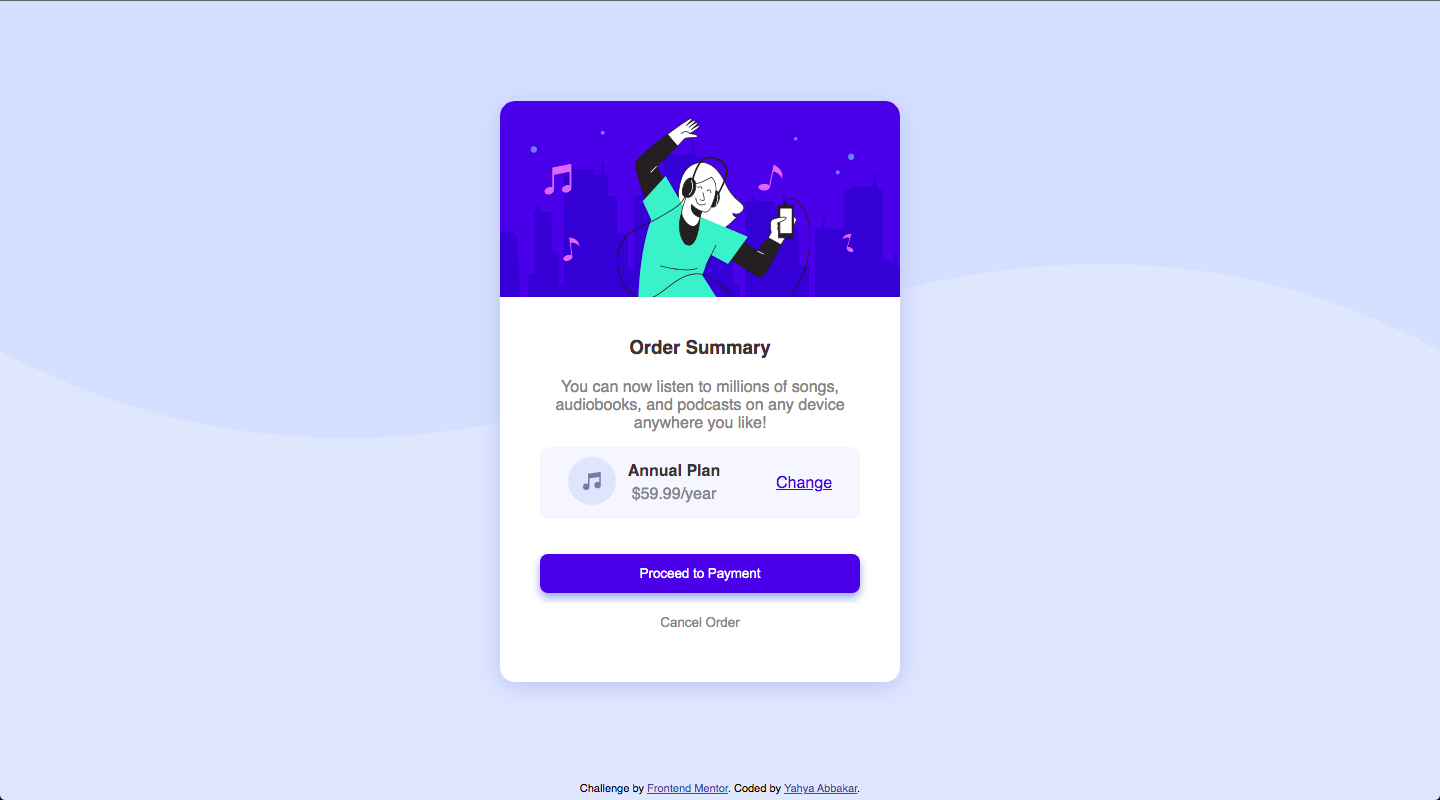 Order Summary
You can now listen to millions of songs,
audiobooks, and podcasts on any device
anywhere you like!
Annual Plan
$59.99/year
Change
Proceed to Payment
Cancel Order
Challenge by Frontend Mentor. Coded by Yahya Abbakar.